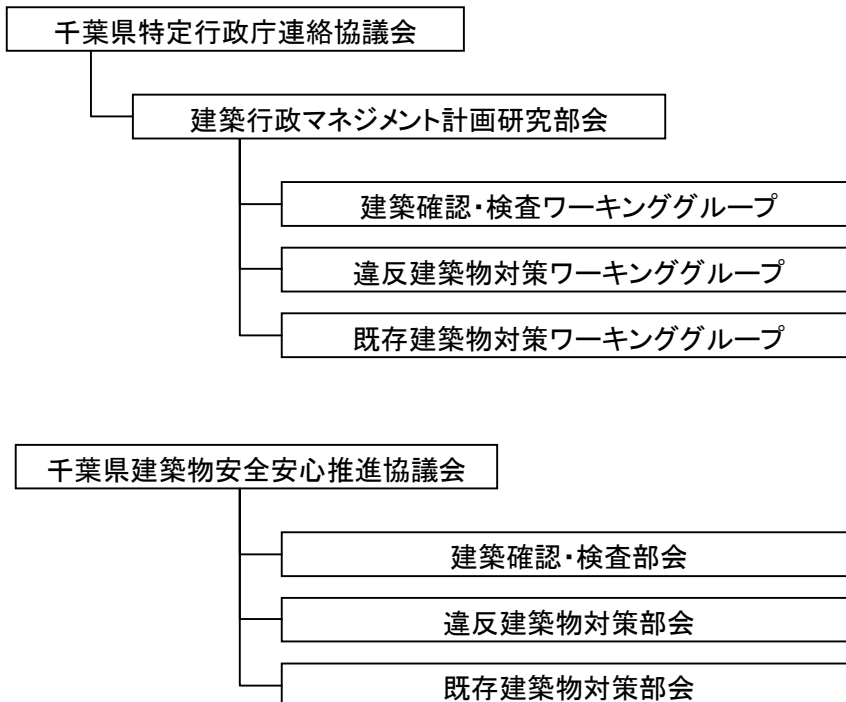 千葉県特定行政庁連絡協議会
建築行政マネジメント計画研究部会
建築確認・検査ワーキンググループ
違反建築物対策ワーキンググループ
既存建築物対策ワーキンググループ
千葉県建築物安全安心推進協議会
建築確認・検査部会
違反建築物対策部会
既存建築物対策部会